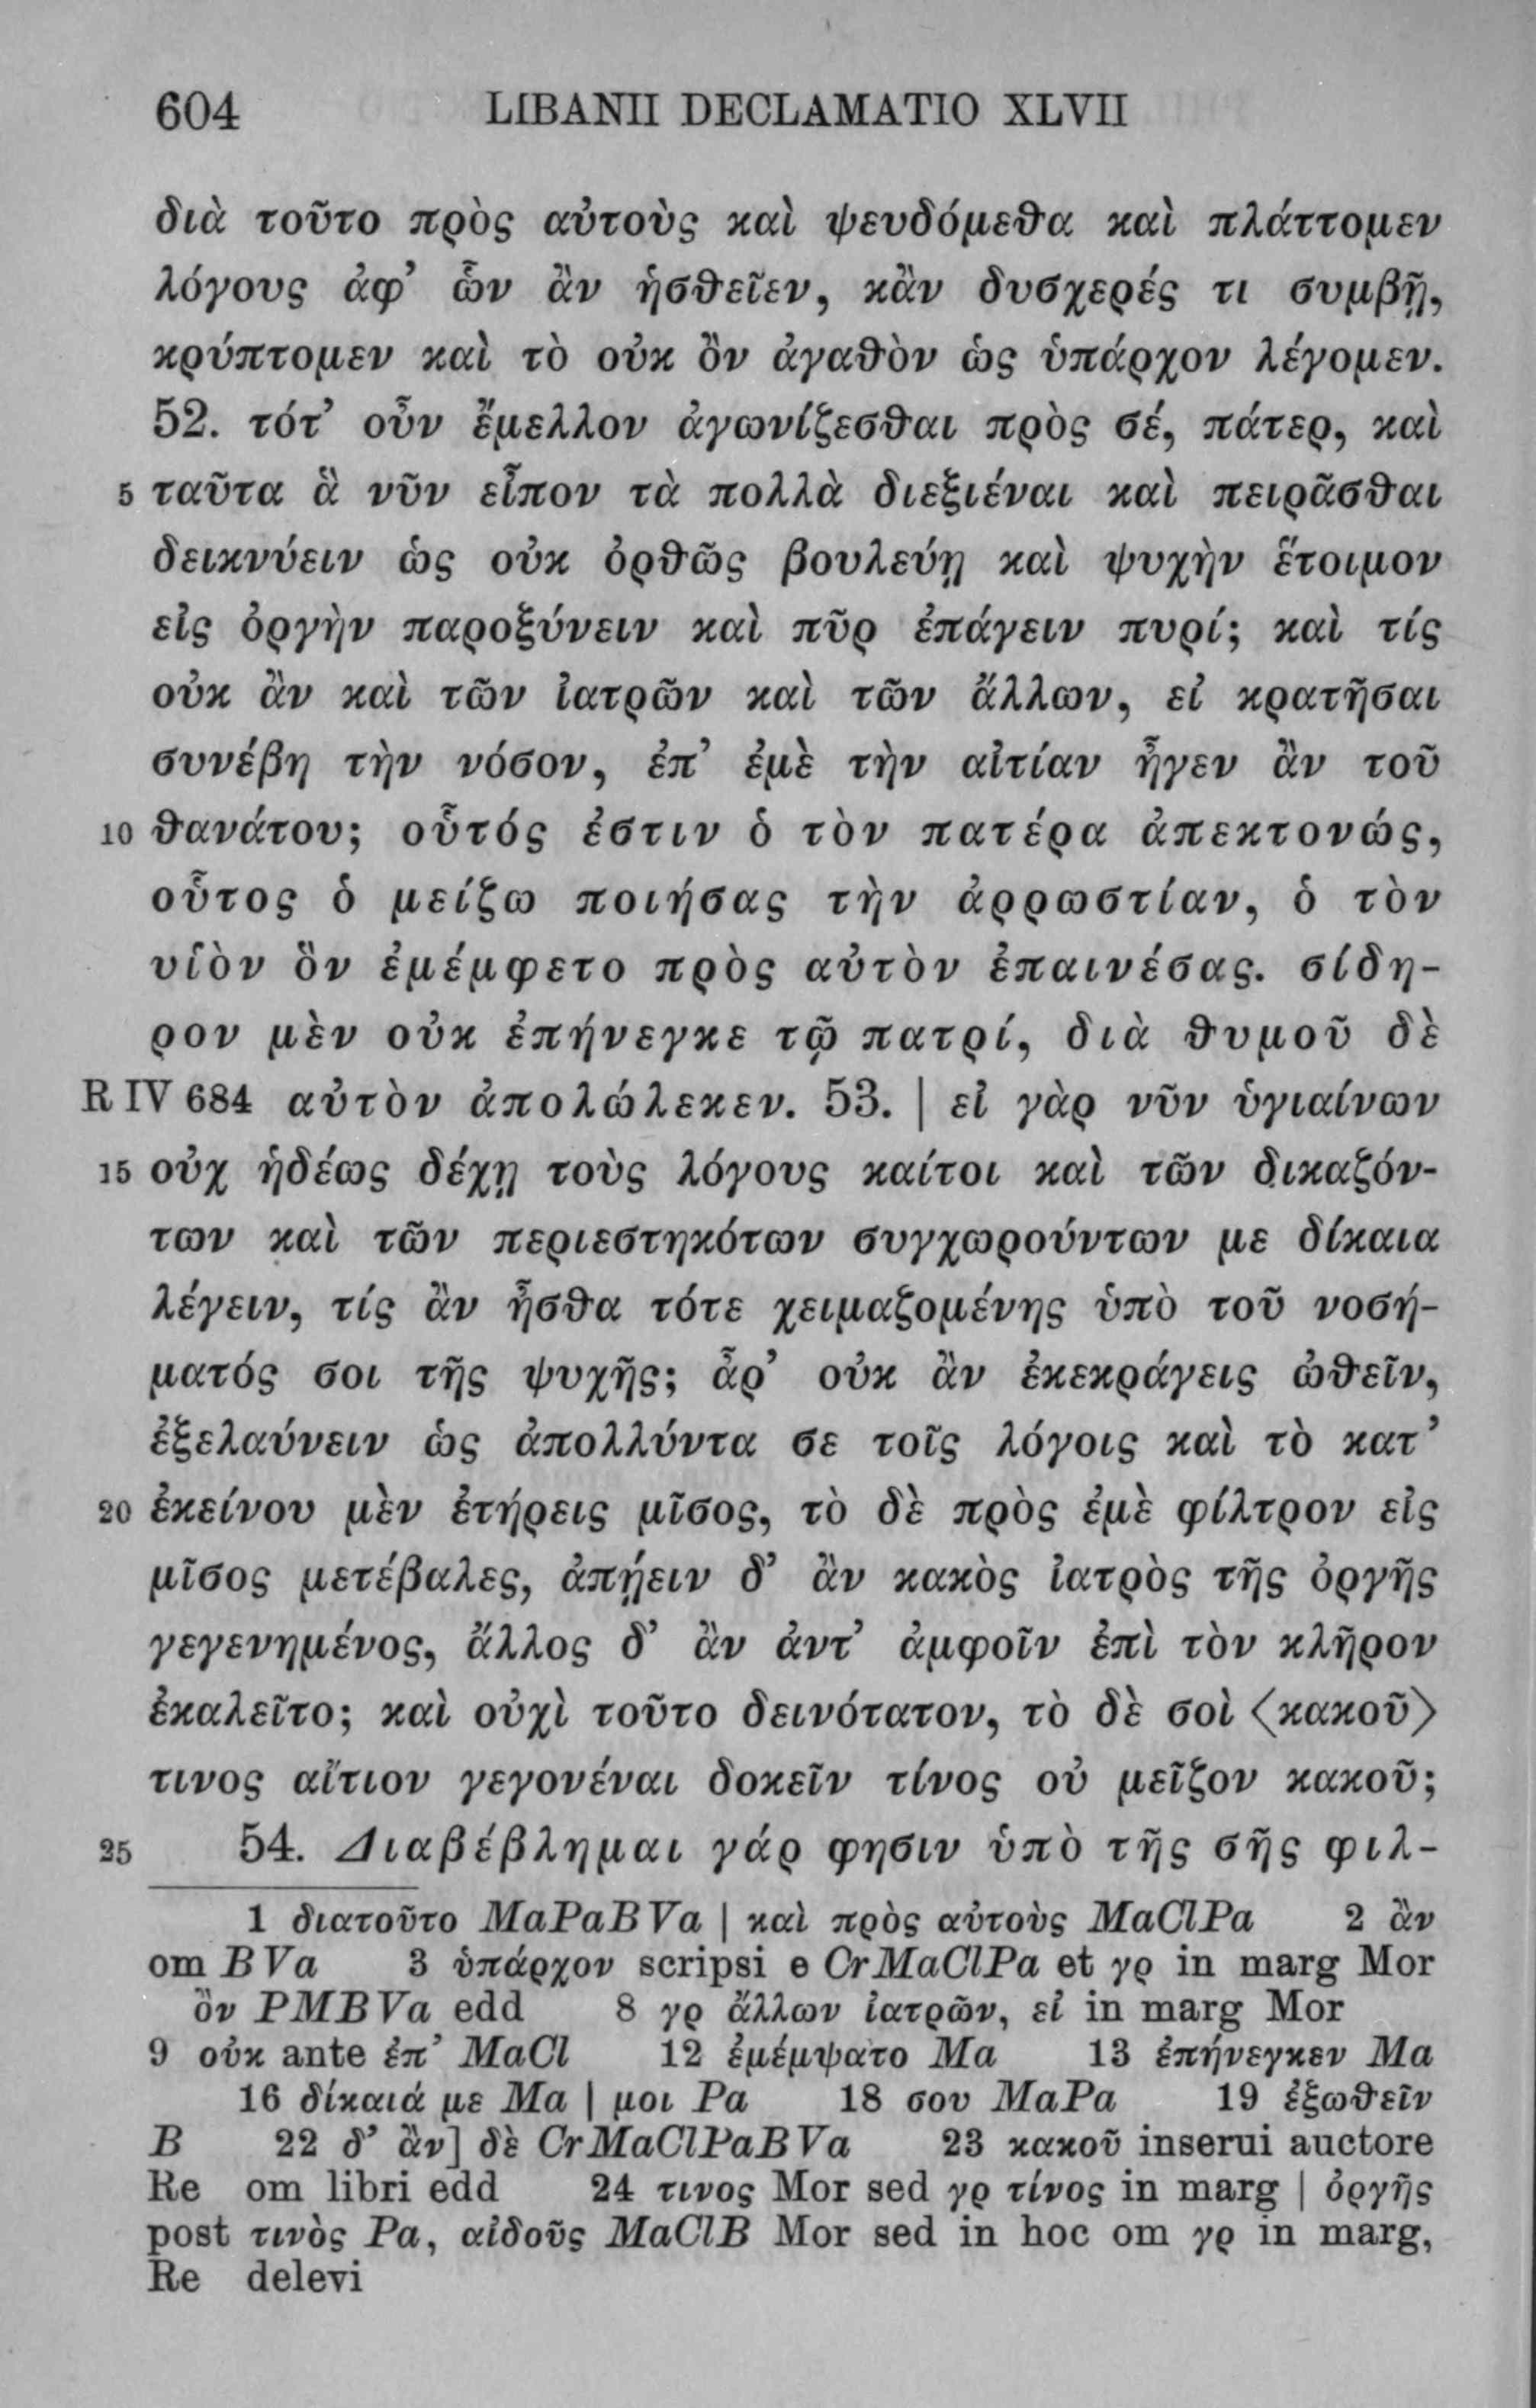 604 LIBANII DECLAMATIO XLVII
διὰ τοῦτο πρὸς αὐτοὺς καὶ ψευδόμεθα καὶ πλάττομεν
λόγους ἀφ’ ὧν ἂν ἡσθεῖεν, κἂν δυσχερές τι συμβῇ,
κρύπτομεν καὶ τὸ οὐκ ὂν ἀγαθὸν ὡς ὑπάρχον λέγομεν.
52. τότ’ οὖν ἔμελλον ἀγωνίζεσθαι πρὸς σέ, πάτερ, καὶ
5 ταῦτα ἃ νῦν εἶπον τὰ πολλὰ διεξιέναι καὶ πειρᾶσθαι
δεικνύειν ὡς οὐκ ὀρθῶς βουλεύῃ καὶ ψυχὴν ἕτοιμον
εἰς ὀργὴν παροξύνειν καὶ πῦρ ἐπάγειν πυρί; καὶ τίς
οὐκ ἂν καὶ τῶν ἰατρῶν καὶ τῶν ἄλλων, εἰ κρατῆσαι
συνέβη τὴν νόσον, ἐπ’ ἐμὲ τὴν αἰτίαν ἦγεν ἂν τοῦ
10 θανάτου; οὗτός ἐστιν ὁ τὸν πατέρα ἀπεκτονώς,
οὗτος ὁ μείζω ποιήσας τὴν ἀρρωστίαν, ὁ τὸν
υἱὸν ὃν ἐμέμφετο πρὸς αὐτὸν ἐπαινέσας. σίδη-
ρον μὲν οὐκ ἐπήνεγκε τῷ πατρί, διὰ θυμοῦ δὲ
R IV 684 αὐτὸν ἀπολώλεκεν. 53. | εἰ γὰρ νῦν ὑγιαίνων
15 οὐχ ἡδέως δέχῃ τοὺς λόγους καίτοι καὶ τῶν δικαζόν-
των καὶ τῶν περιεστηκότων συγχωρούντων με δίκαια
λέγειν, τίς ἂν ἦσθα τότε χειμαζομένης ὑπὸ τοῦ νοσή-
ματός σοι τῆς ψυχῆς; ἆρ’ οὐκ ἂν ἐκεκράγεις ὠθεῖν,
ἐξελαύνειν ὡς ἀπολλύντα σε τοῖς λόγοις καὶ τὸ κατ’
20 ἐκείνου μὲν ἐτήρεις μῖσος, τὸ δὲ πρὸς ἐμὲ φίλτρον εἰς
μῖσος μετέβαλες, ἀπῄειν δ’ ἂν κακὸς ἰατρὸς τῆς ὀργῆς
γεγενημένος, ἄλλος δ’ ἂν ἀντ’ ἀμφοῖν ἐπὶ τὸν κλῆρον
ἐκαλεῖτο; καὶ οὐχὶ τοῦτο δεινότατον, τὸ δὲ σοὶ ⟨κακοῦ⟩
τινος αἴτιον γεγονέναι δοκεῖν τίνος οὐ μεῖζον κακοῦ;
25 54. Διαβέβλημαι γάρ φησιν ὑπὸ τῆς σῆς φιλ-
1 διατοῦτο MaPaBVa | καὶ πρὸς αὐτοὺς MaClPa 2 ἂν
om BVa 3 ὑπάρχον scripsi e CrMaClPa et γρ in marg Mor
ὂν PMBVa edd 8 γρ ἄλλων ἰατρῶν, εἰ in marg Mor
9 οὐκ ante ἐπ’ MaCl 12 ἐμέμψατο Ma 13 ἐπήνεγκεν Ma
16 δίκαιά με Ma | μοι Pa 18 σου MaPa 19 ἐξωθεῖν
B 22 δ’ ἂν] δὲ CrMaClPaBVa 23 κακοῦ inserui auctore
Re om libri edd 24 τινος Mor sed γρ τίνος in marg | ὀργῆς
post τινὸς Pa, αἰδοῦς MaClB Mor sed in hoc om γρ in marg,
Re delevi